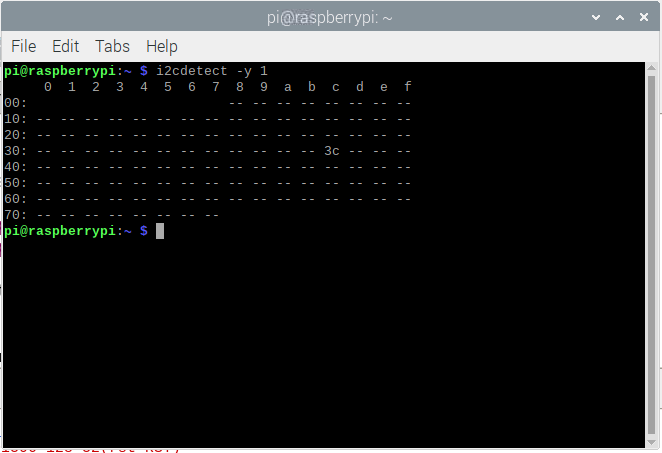 pi@raspberrypi: ~
File Edit Tabs Help
pi@raspberrypi:~ $ i2cdetect -y 1
     0  1  2  3  4  5  6  7  8  9  a  b  c  d  e  f
00:                         -- -- -- -- -- -- -- --
10: -- -- -- -- -- -- -- -- -- -- -- -- -- -- -- --
20: -- -- -- -- -- -- -- -- -- -- -- -- -- -- -- --
30: -- -- -- -- -- -- -- -- -- -- -- -- 3c -- -- --
40: -- -- -- -- -- -- -- -- -- -- -- -- -- -- -- --
50: -- -- -- -- -- -- -- -- -- -- -- -- -- -- -- --
60: -- -- -- -- -- -- -- -- -- -- -- -- -- -- -- --
70: -- -- -- -- -- -- -- --
pi@raspberrypi:~ $